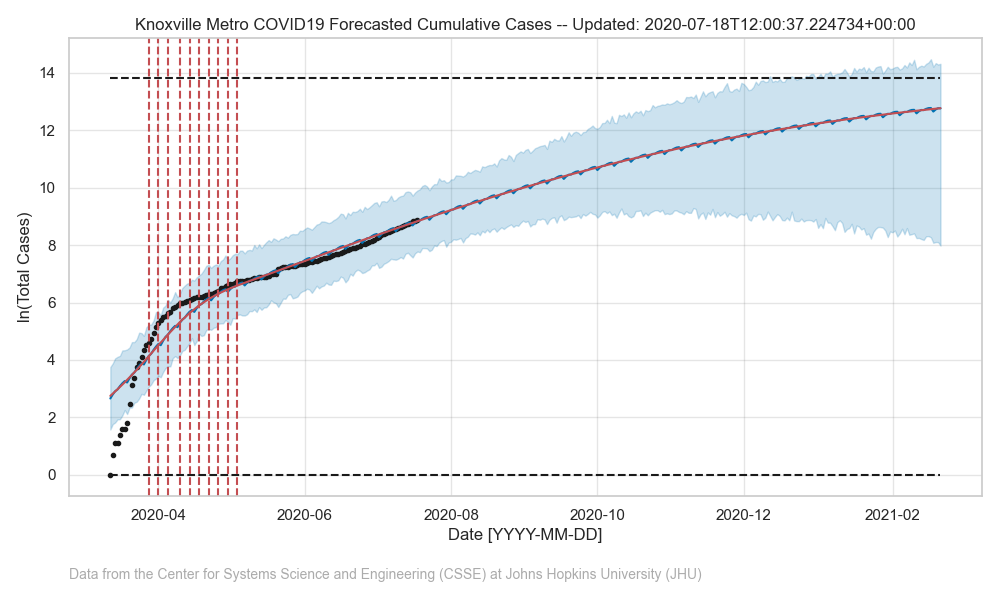 Knoxville Metro COVID19 Forecasted Cumulative Cases -- Updated: 2020-07-18T12:00:37.224734+00:00
ln(Total Cases)
14
12
10
8
6
4
2
0
2020-04 2020-06 2020-08 2020-10 2020-12 2021-02
Date [YYYY-MM-DD]
Data from the Center for Systems Science and Engineering (CSSE) at Johns Hopkins University (JHU)